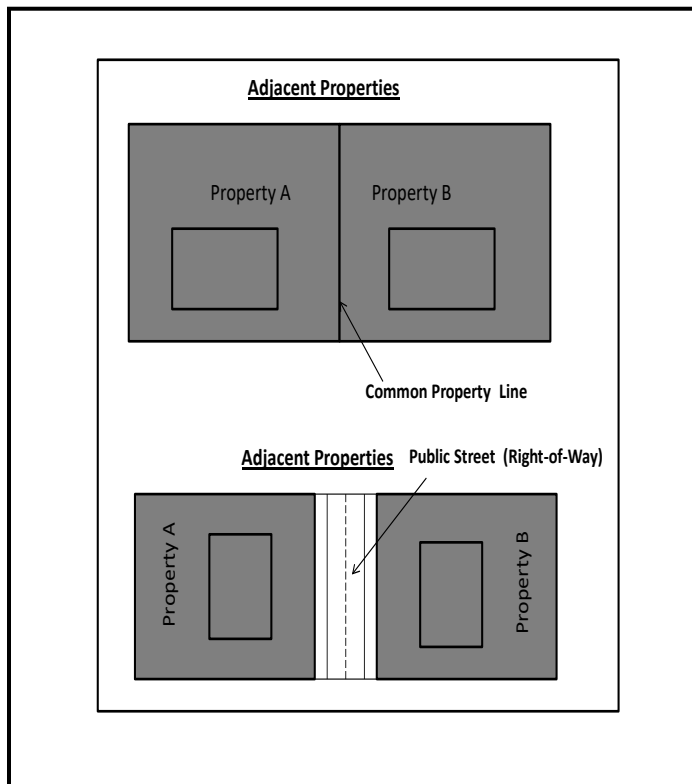 Adjacent Properties
Property A
Property B
Common Property Line
Adjacent Properties
Public Street (Right-of-Way)
Property A
Property B